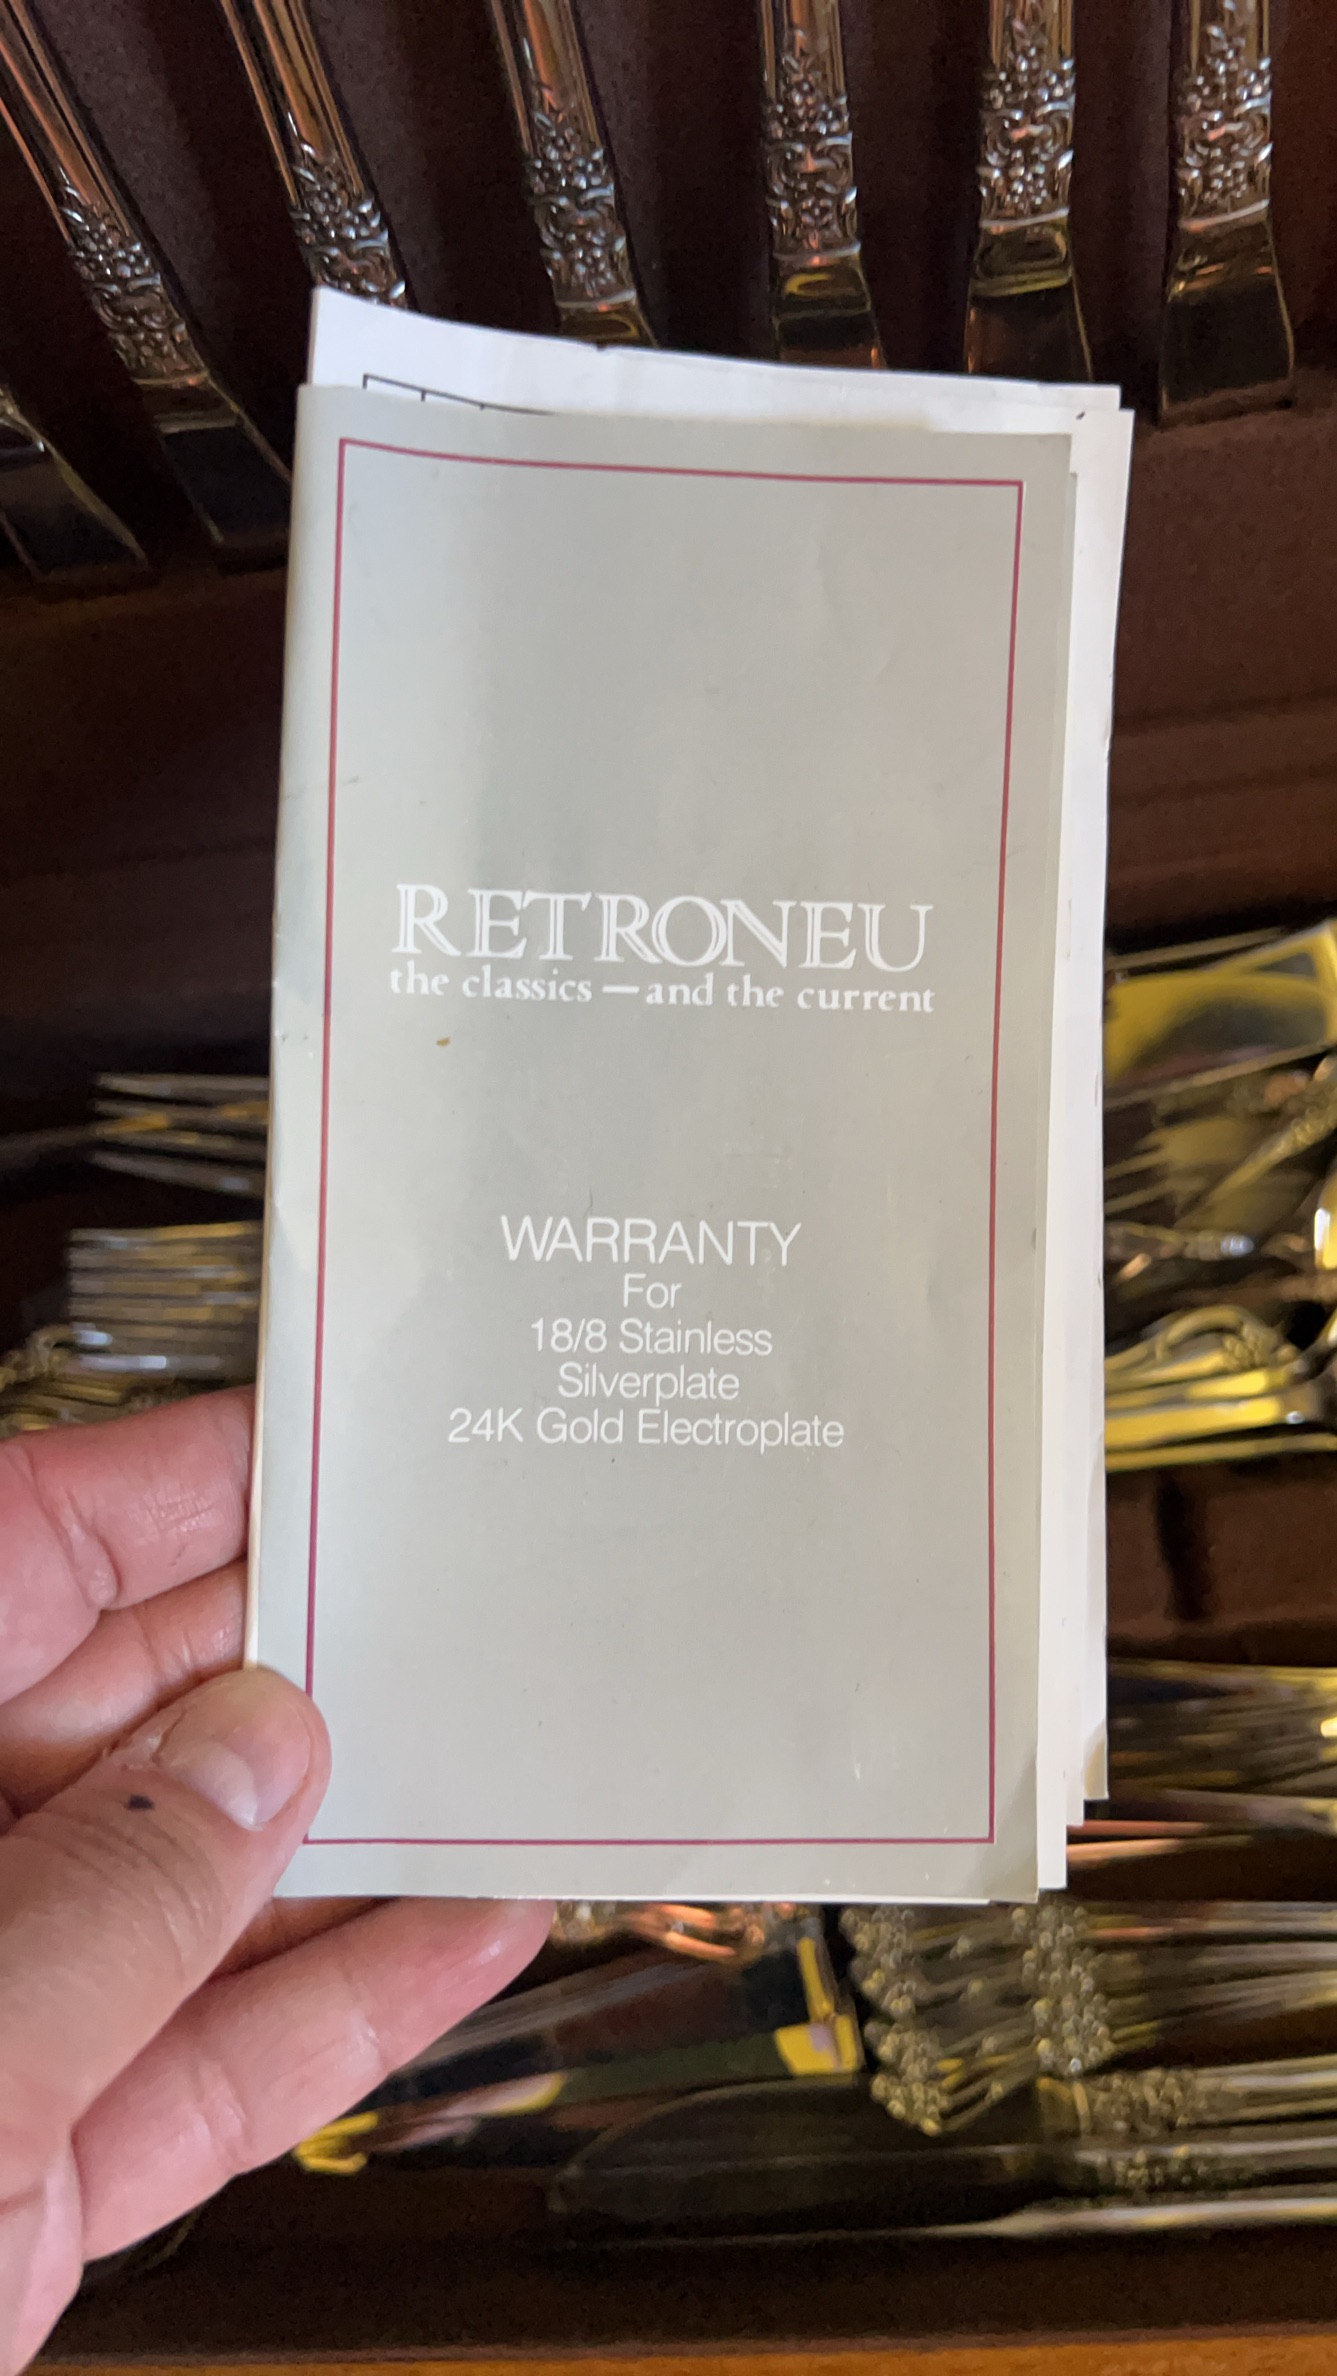 RETRONEU
the classics — and the current
WARRANTY
For
18/8 Stainless
Silverplate
24K Gold Electroplate